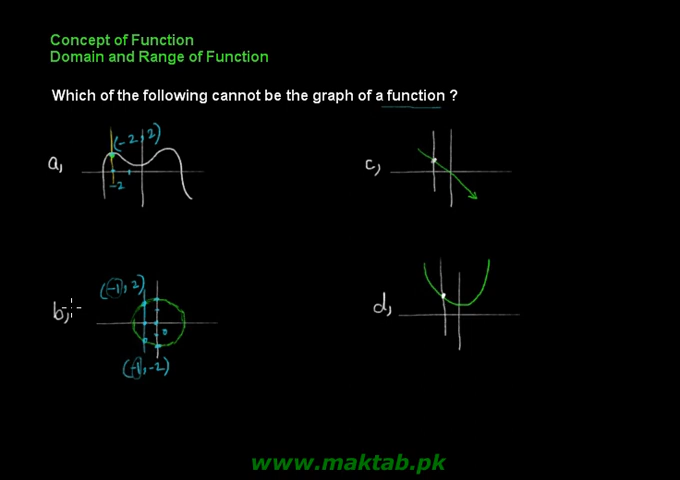 Concept of Function
Domain and Range of Function
Which of the following cannot be the graph of a function ?
a,
(-2, 2)
-2
c,
b,
(-1, 2)
0
(-1, -2)
d,
www.maktab.pk